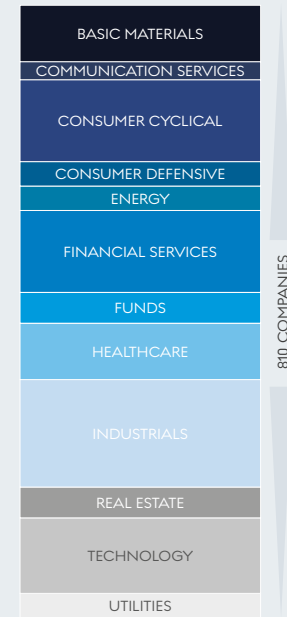 BASIC MATERIALS
COMMUNICATION SERVICES
CONSUMER CYCLICAL
CONSUMER DEFENSIVE
ENERGY
FINANCIAL SERVICES
FUNDS
HEALTHCARE
INDUSTRIALS
REAL ESTATE
TECHNOLOGY
UTILITIES
810 COMPANIES